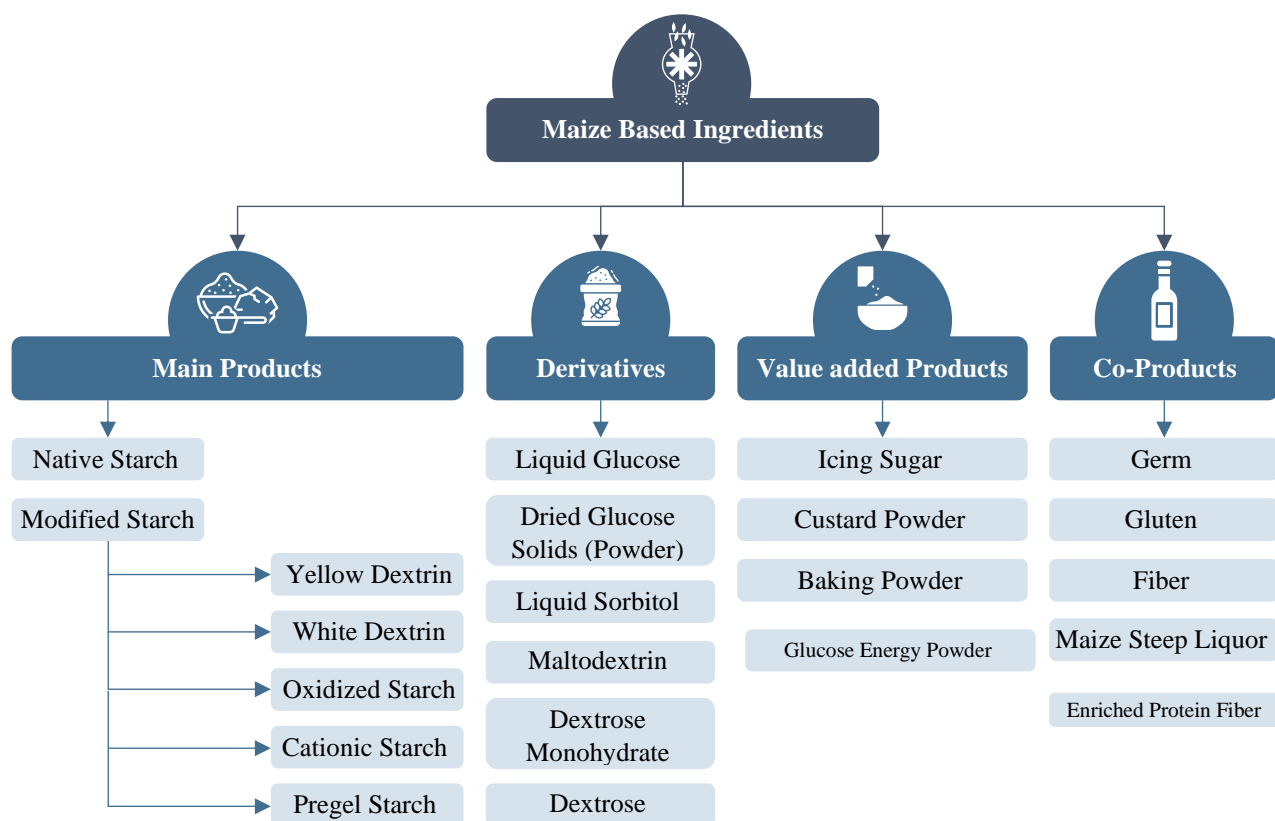 Maize Based Ingredients
Main Products
Native Starch
Modified Starch
Yellow Dextrin
White Dextrin
Oxidized Starch
Cationic Starch
Pregel Starch
Derivatives
Liquid Glucose
Dried Glucose
Solids (Powder)
Liquid Sorbitol
Maltodextrin
Dextrose
Monohydrate
Dextrose
Value added Products
Icing Sugar
Custard Powder
Baking Powder
Glucose Energy Powder
Co-Products
Germ
Gluten
Fiber
Maize Steep Liquor
Enriched Protein Fiber